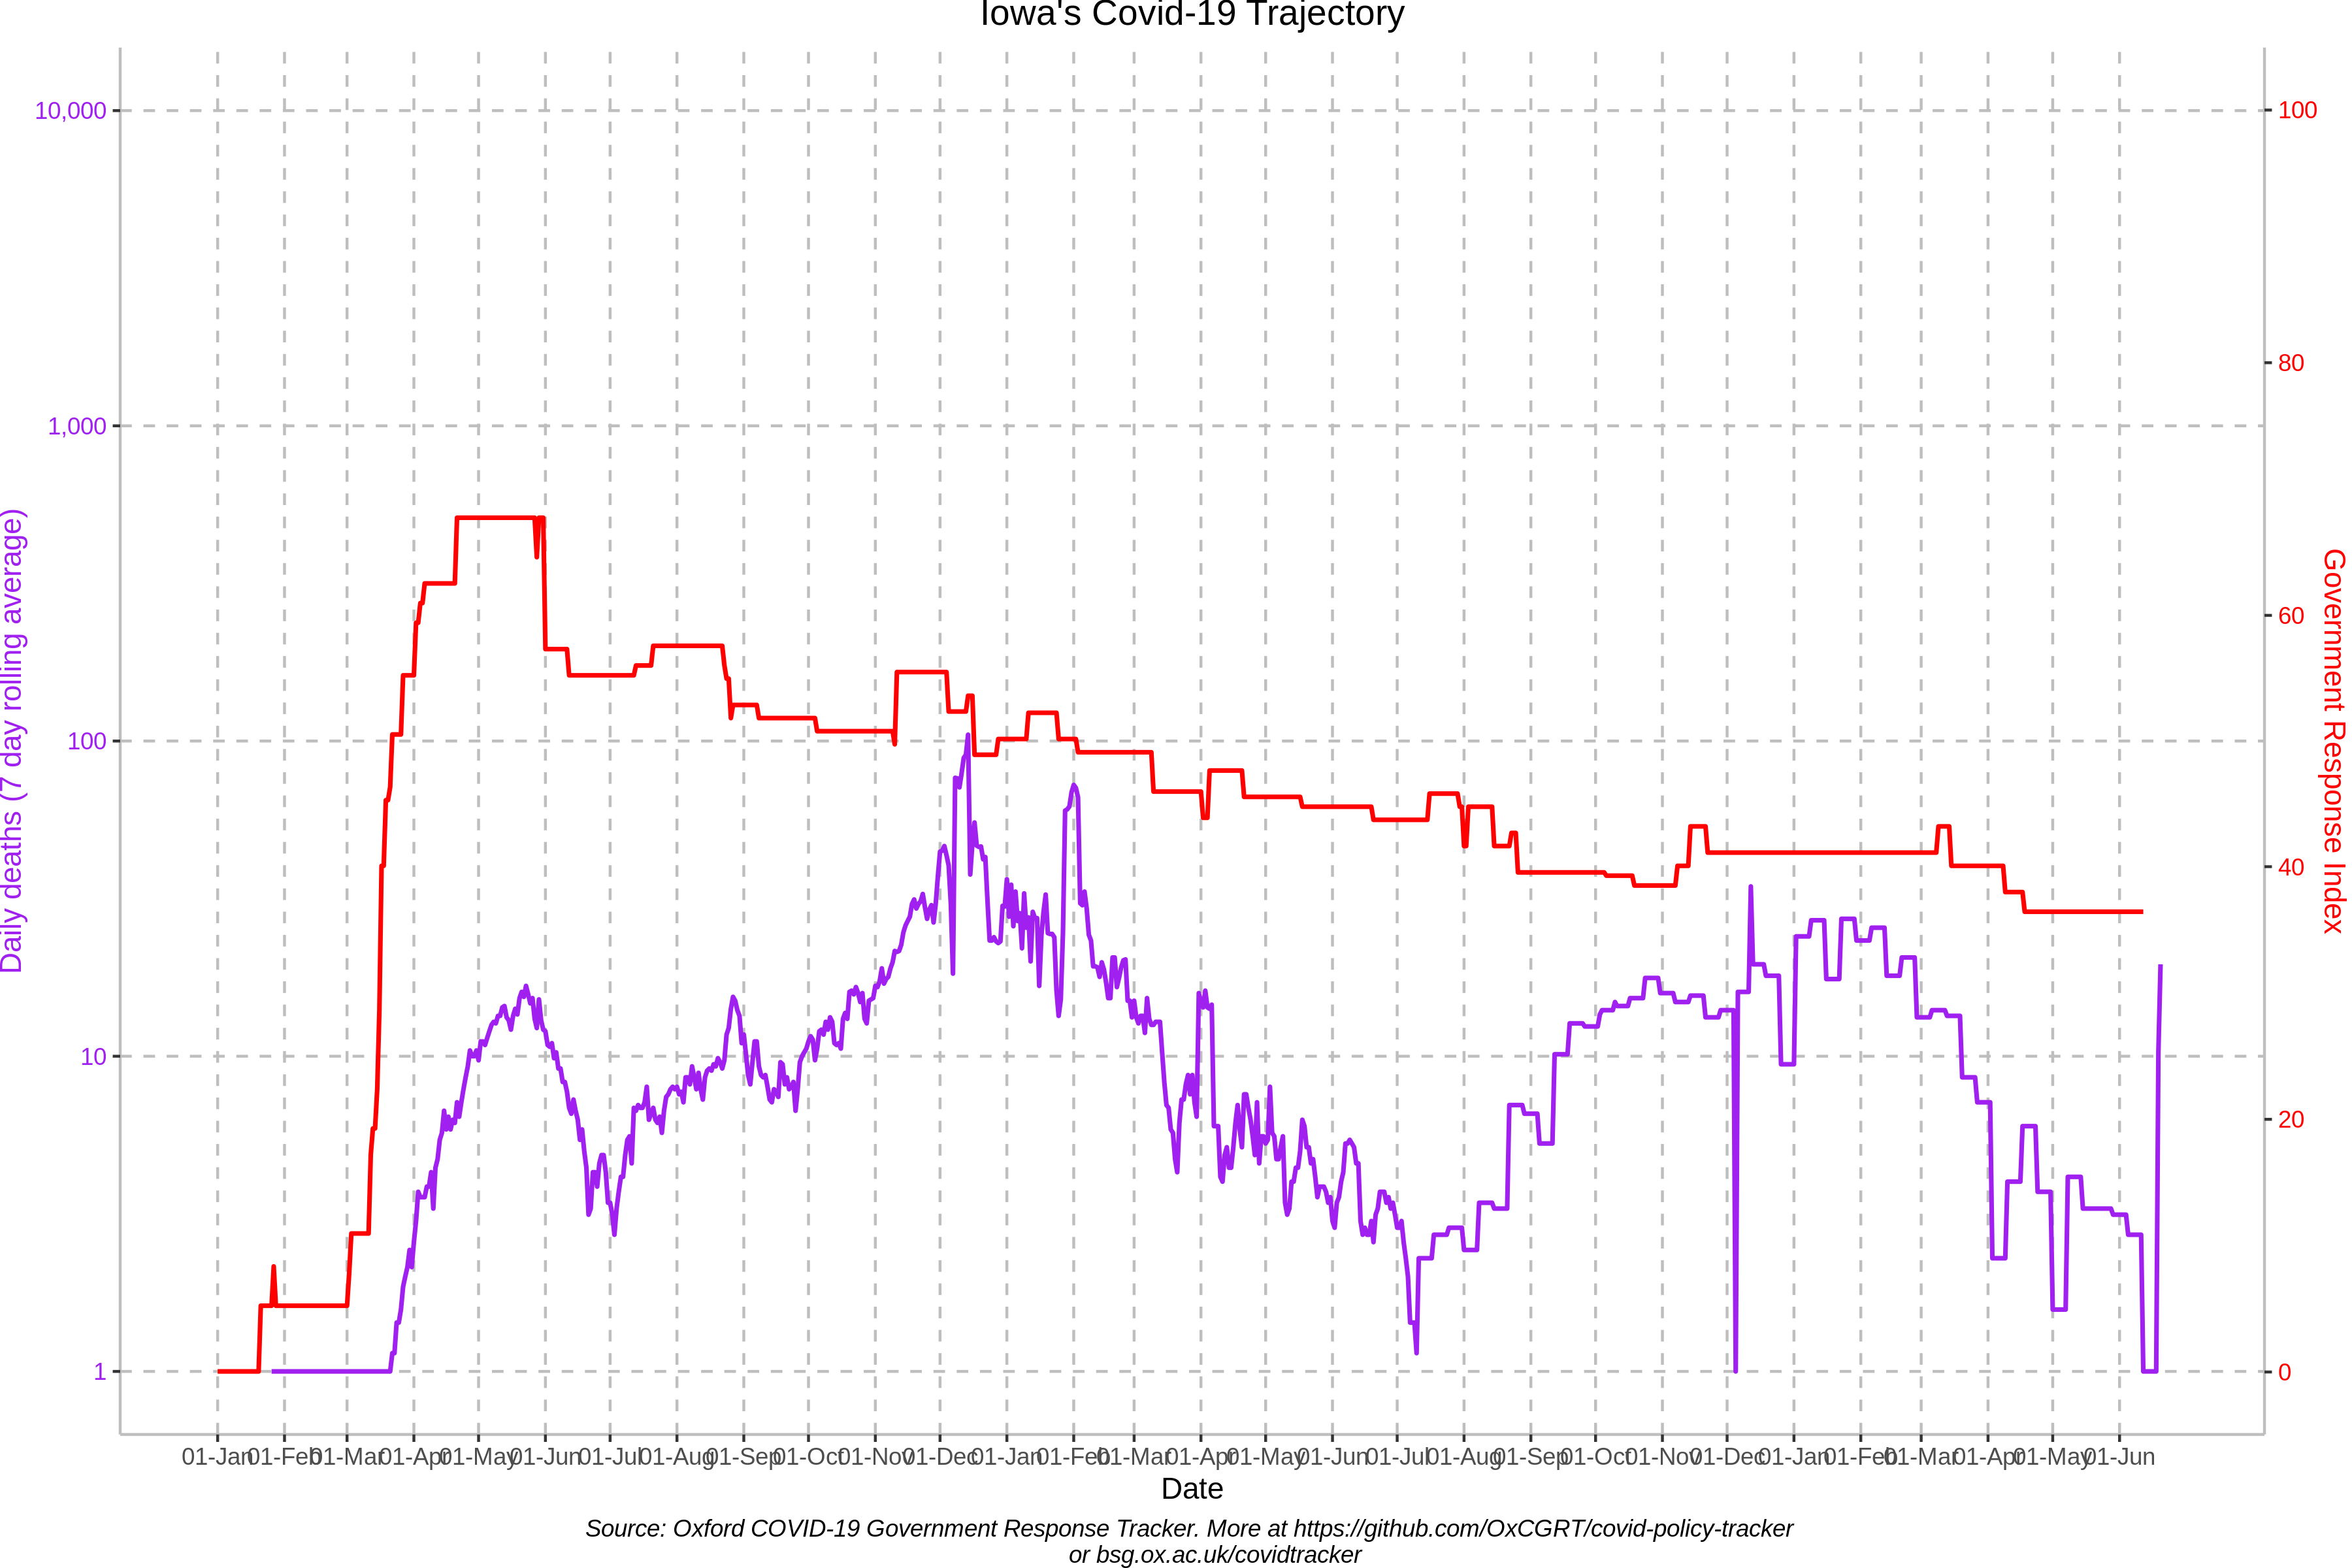 Iowa's Covid-19 Trajectory
10,000
1,000
100
10
1
Daily deaths (7 day rolling average)
100
80
60
40
20
0
Government Response Index
01-Jan 01-Feb 01-Mar 01-Apr 01-May 01-Jun 01-Jul 01-Aug 01-Sep 01-Oct 01-Nov 01-Dec 01-Jan 01-Feb 01-Mar 01-Apr 01-May 01-Jun 01-Jul 01-Aug 01-Sep 01-Oct 01-Nov 01-Dec 01-Jan 01-Feb 01-Mar 01-Apr 01-May 01-Jun
Date
Source: Oxford COVID-19 Government Response Tracker. More at https://github.com/OxCGRT/covid-policy-tracker
or bsg.ox.ac.uk/covidtracker